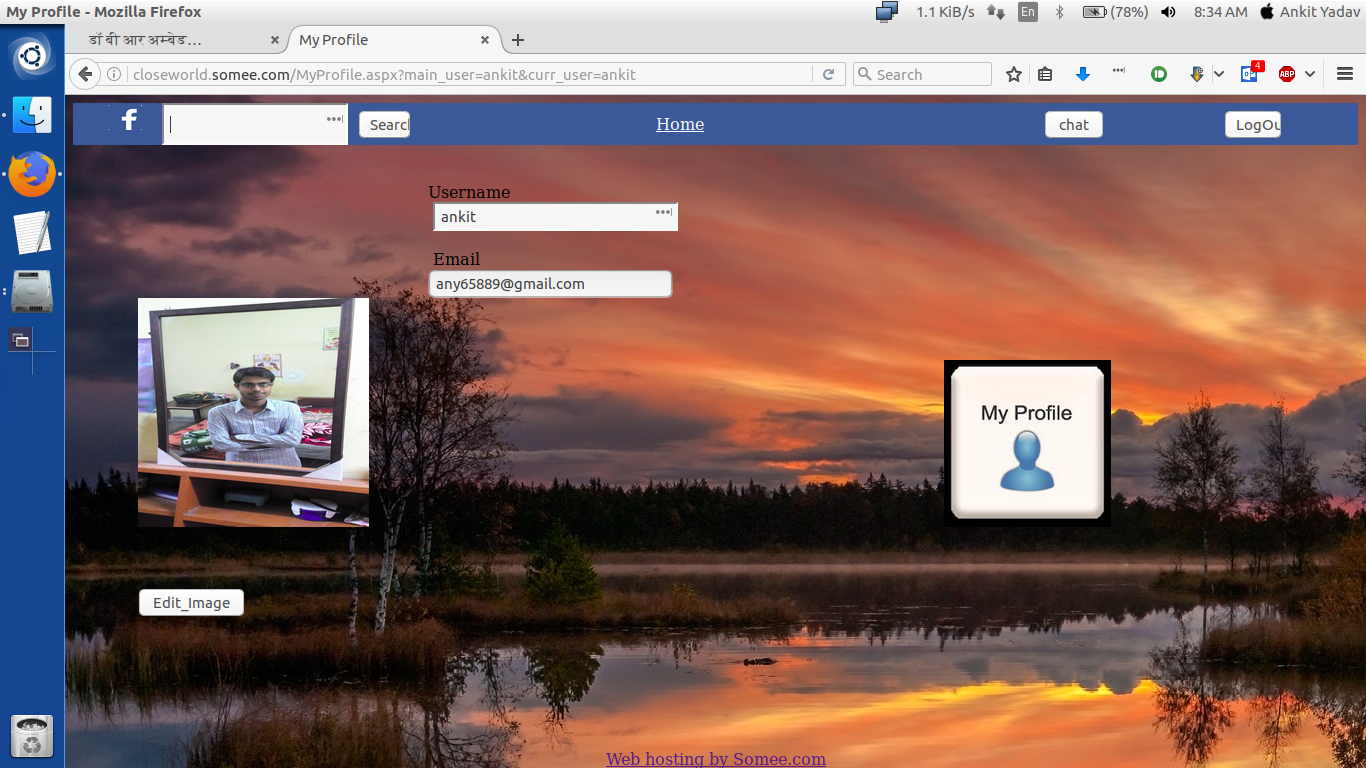 My Profile - Mozilla Firefox
1.1 KiB/s En (78%) 8:34 AM Ankit Yadav
डॉ बी आर अम्बेड...
My Profile
closeworld.somee.com/MyProfile.aspx?main_user=ankit&curr_user=ankit
Search
4
ABP
f
Searc
Home
chat
LogOu
Username
ankit
Email
any65889@gmail.com
My Profile
Edit_Image
Web hosting by Somee.com